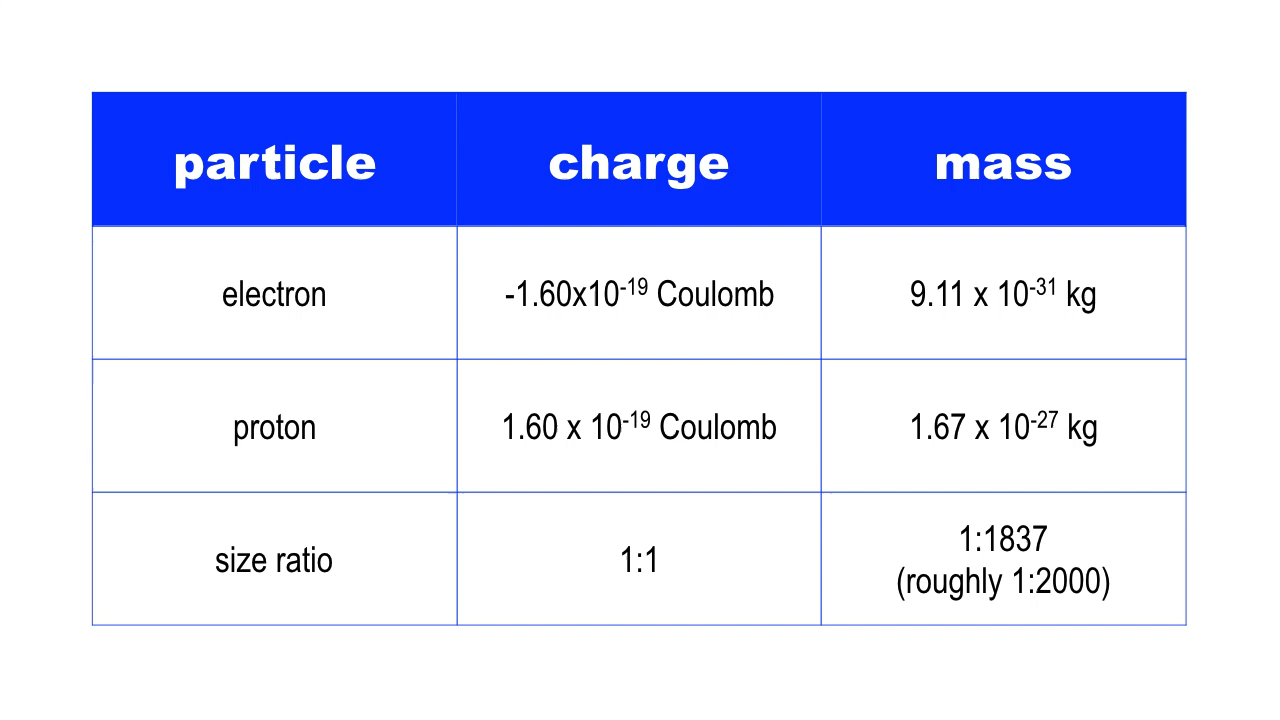 particle charge mass
electron -1.60x10⁻¹⁹ Coulomb 9.11 x 10⁻³¹ kg
proton 1.60 x 10⁻¹⁹ Coulomb 1.67 x 10⁻²⁷ kg
size ratio 1:1 1:1837
(roughly 1:2000)